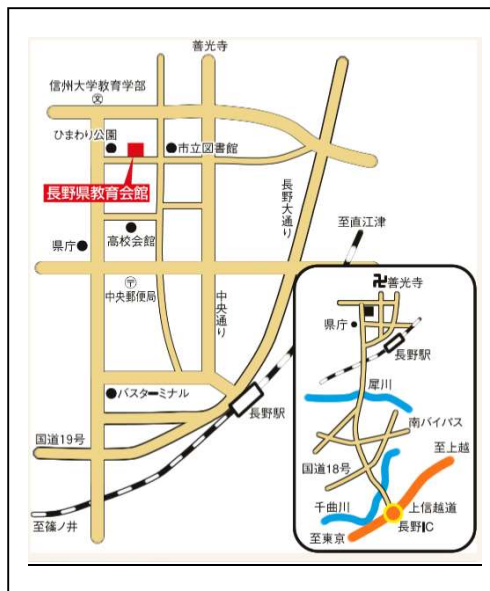 善光寺
信州大学教育学部
文
ひまわり公園
市立図書館
長野県教育会館
長野大通り
至直江津
高校会館
県庁
〒
中央郵便局
中央通り
バスターミナル
長野駅
国道19号
至篠ノ井
卍善光寺
県庁
長野駅
犀川
南バイパス
国道18号
至上越
千曲川
上信越道
長野IC
至東京